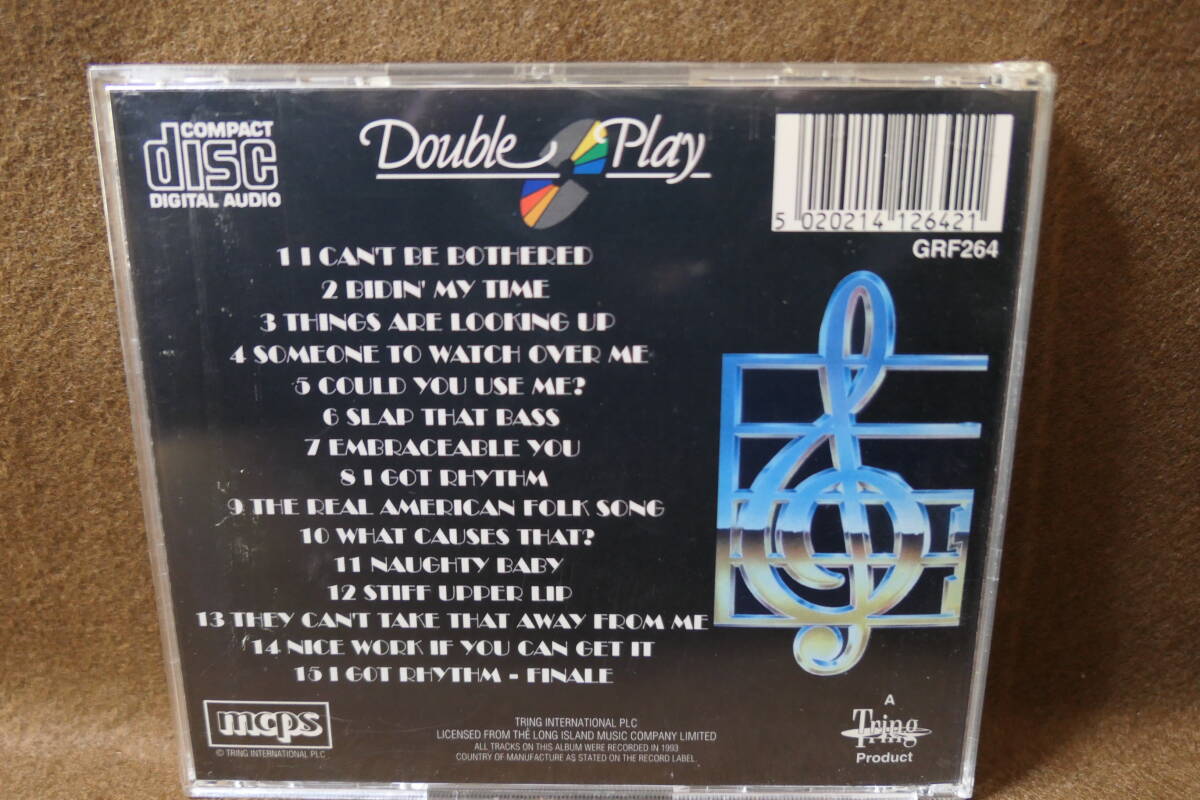 COMPACT
disc
DIGITAL AUDIO
Double Play
5 020214 126421
GRF264
1 I CAN'T BE BOTHERED
2 BIDIN' MY TIME
3 THINGS ARE LOOKING UP
4 SOMEONE TO WATCH OVER ME
5 COULD YOU USE ME?
6 SLAP THAT BASS
7 EMBRACEABLE YOU
8 I GOT RHYTHM
9 THE REAL AMERICAN FOLK SONG
10 WHAT CAUSES THAT?
11 NAUGHTY BABY
12 STIFF UPPER LIP
13 THEY CAN'T TAKE THAT AWAY FROM ME
14 NICE WORK IF YOU CAN GET IT
15 I GOT RHYTHM - FINALE
mcps
© TRING INTERNATIONAL PLC
TRING INTERNATIONAL PLC
LICENSED FROM THE LONG ISLAND MUSIC COMPANY LIMITED
ALL TRACKS ON THIS ALBUM WERE RECORDED IN 1993
COUNTRY OF MANUFACTURE AS STATED ON THE RECORD LABEL
A
Tring
Product